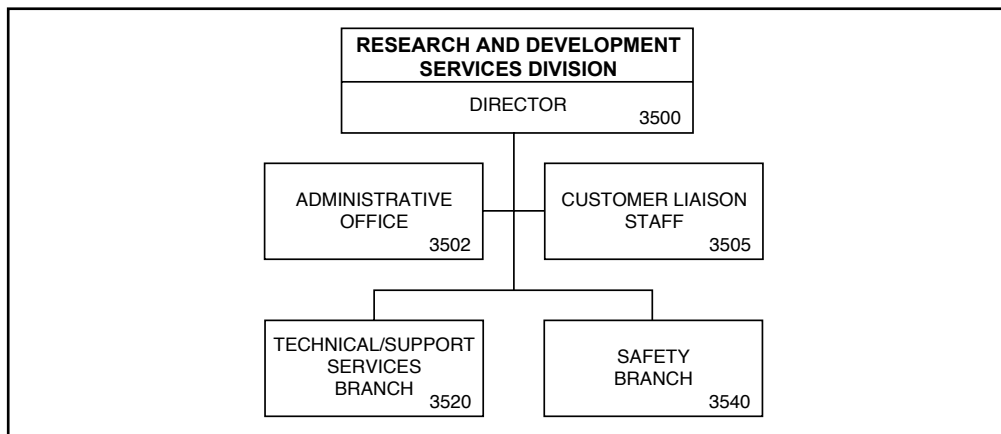 RESEARCH AND DEVELOPMENT
SERVICES DIVISION
DIRECTOR
3500
ADMINISTRATIVE
OFFICE
3502
CUSTOMER LIAISON
STAFF
3505
TECHNICAL/SUPPORT
SERVICES
BRANCH
3520
SAFETY
BRANCH
3540